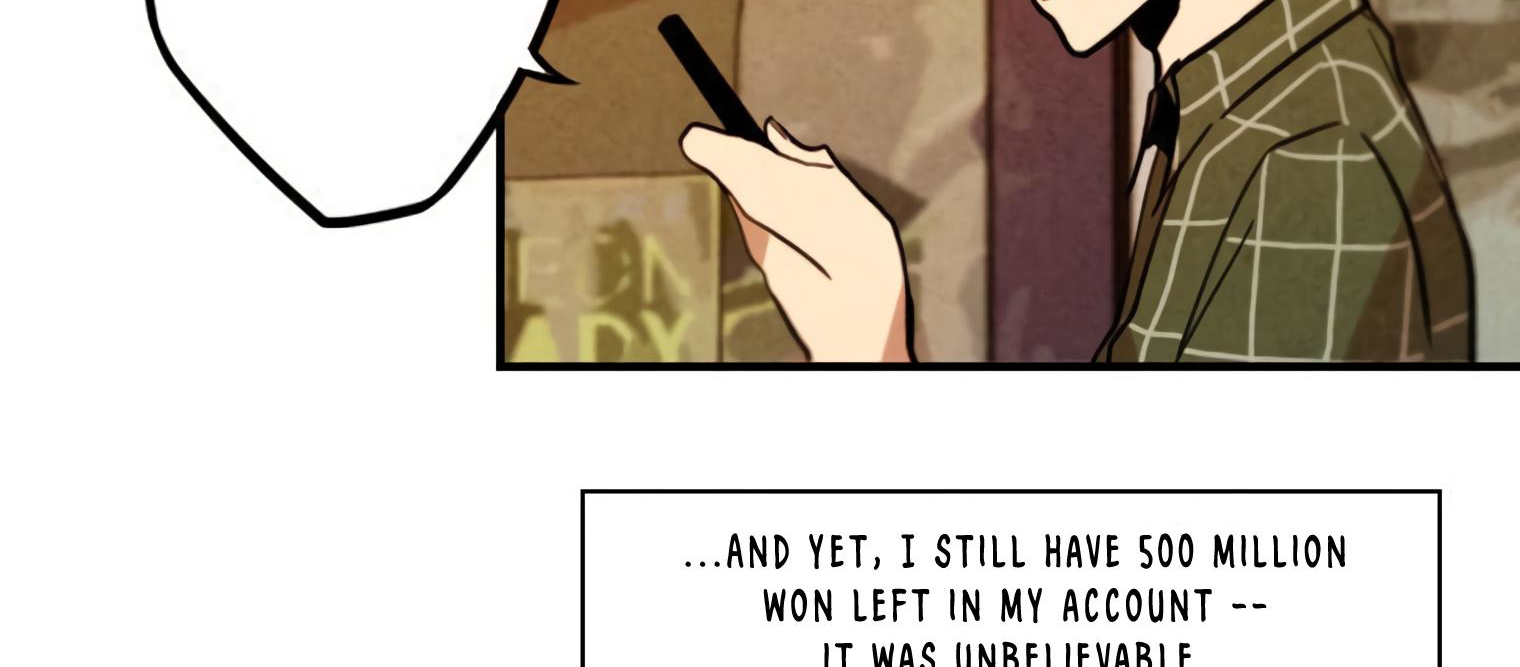 ...AND YET, I STILL HAVE 500 MILLION
WON LEFT IN MY ACCOUNT --
IT WAS UNBELIEVABLE